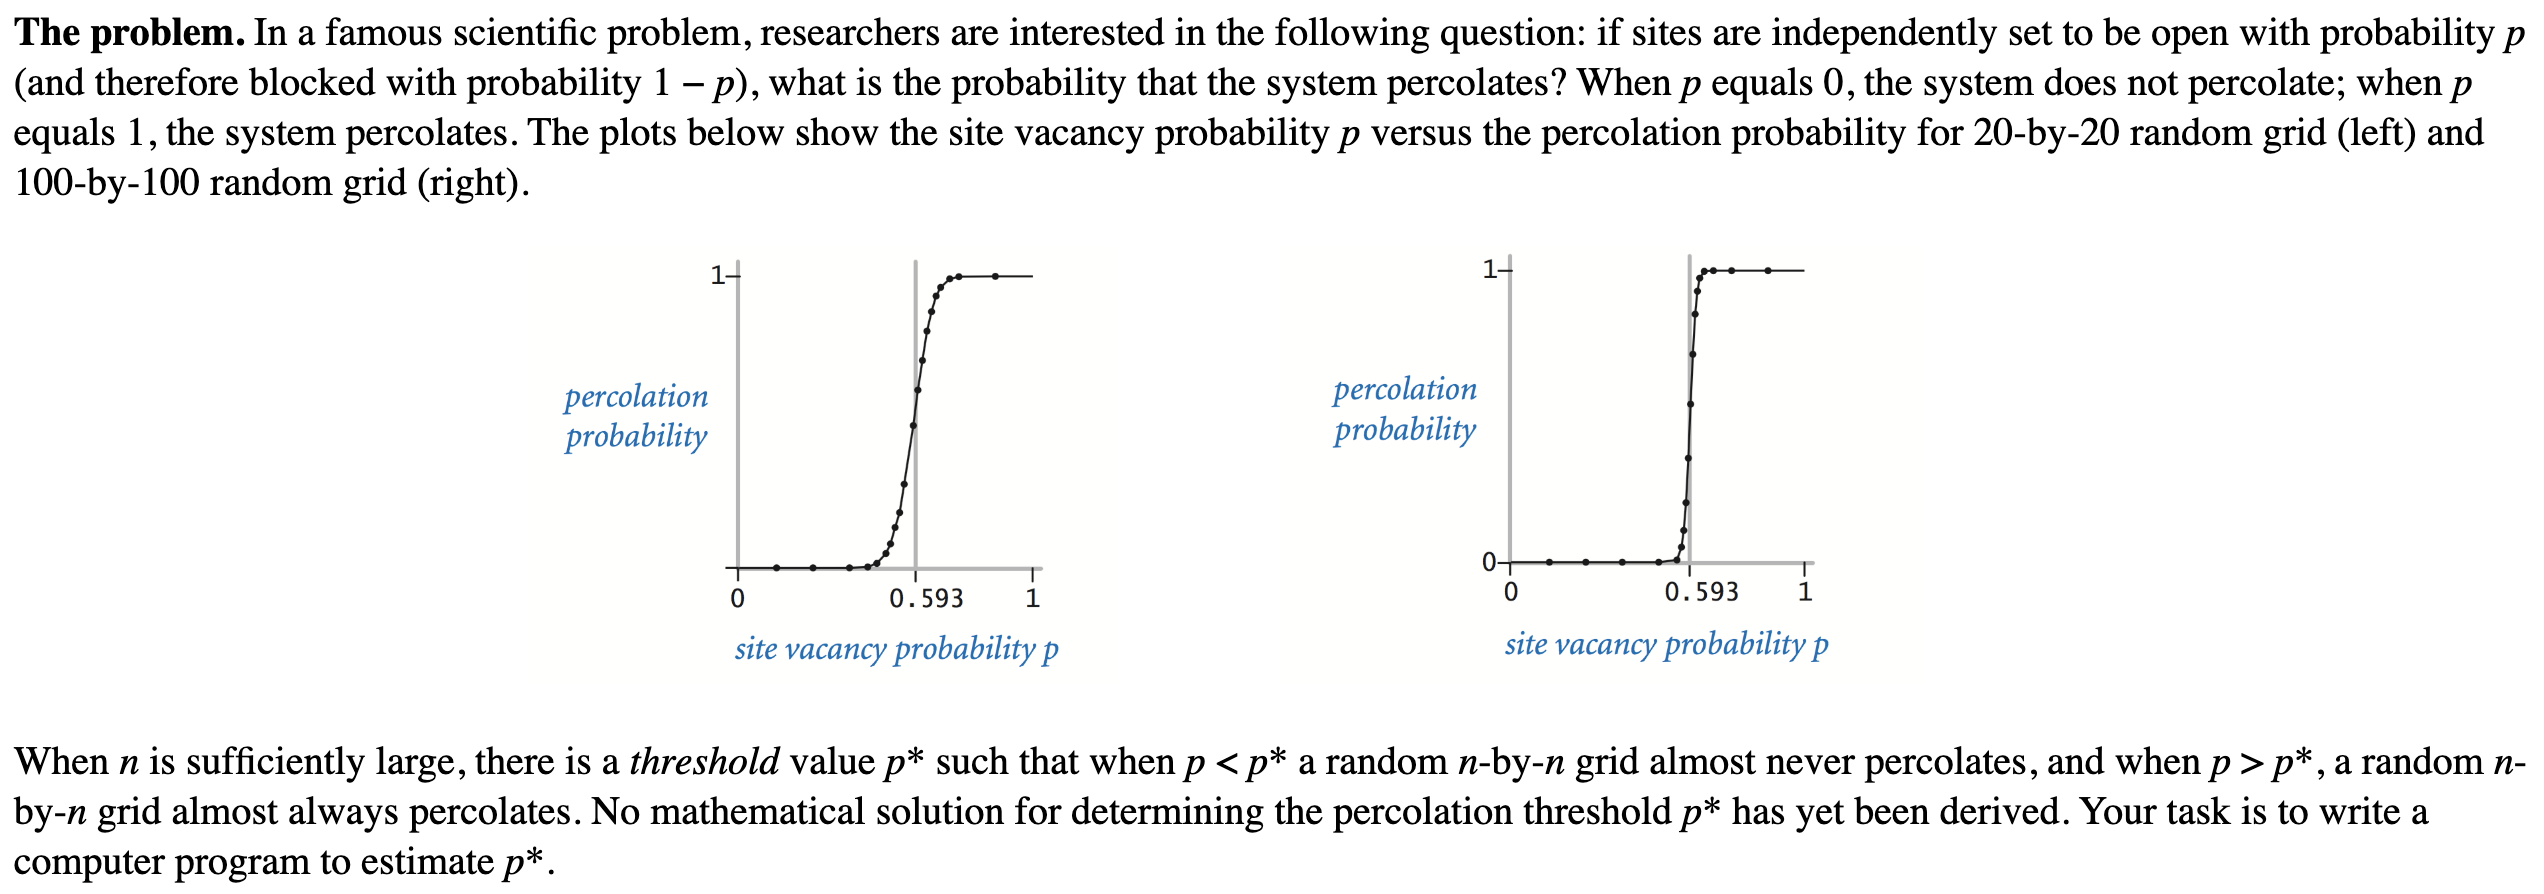 The problem. In a famous scientific problem, researchers are interested in the following question: if sites are independently set to be open with probability p
(and therefore blocked with probability 1 − p), what is the probability that the system percolates? When p equals 0, the system does not percolate; when p
equals 1, the system percolates. The plots below show the site vacancy probability p versus the percolation probability for 20-by-20 random grid (left) and
100-by-100 random grid (right).
1
percolation
probability
0
0.593
1
site vacancy probability p
1
percolation
probability
0
0
0.593
1
site vacancy probability p
When n is sufficiently large, there is a threshold value p* such that when p < p* a random n-by-n grid almost never percolates, and when p > p*, a random n-
by-n grid almost always percolates. No mathematical solution for determining the percolation threshold p* has yet been derived. Your task is to write a
computer program to estimate p*.